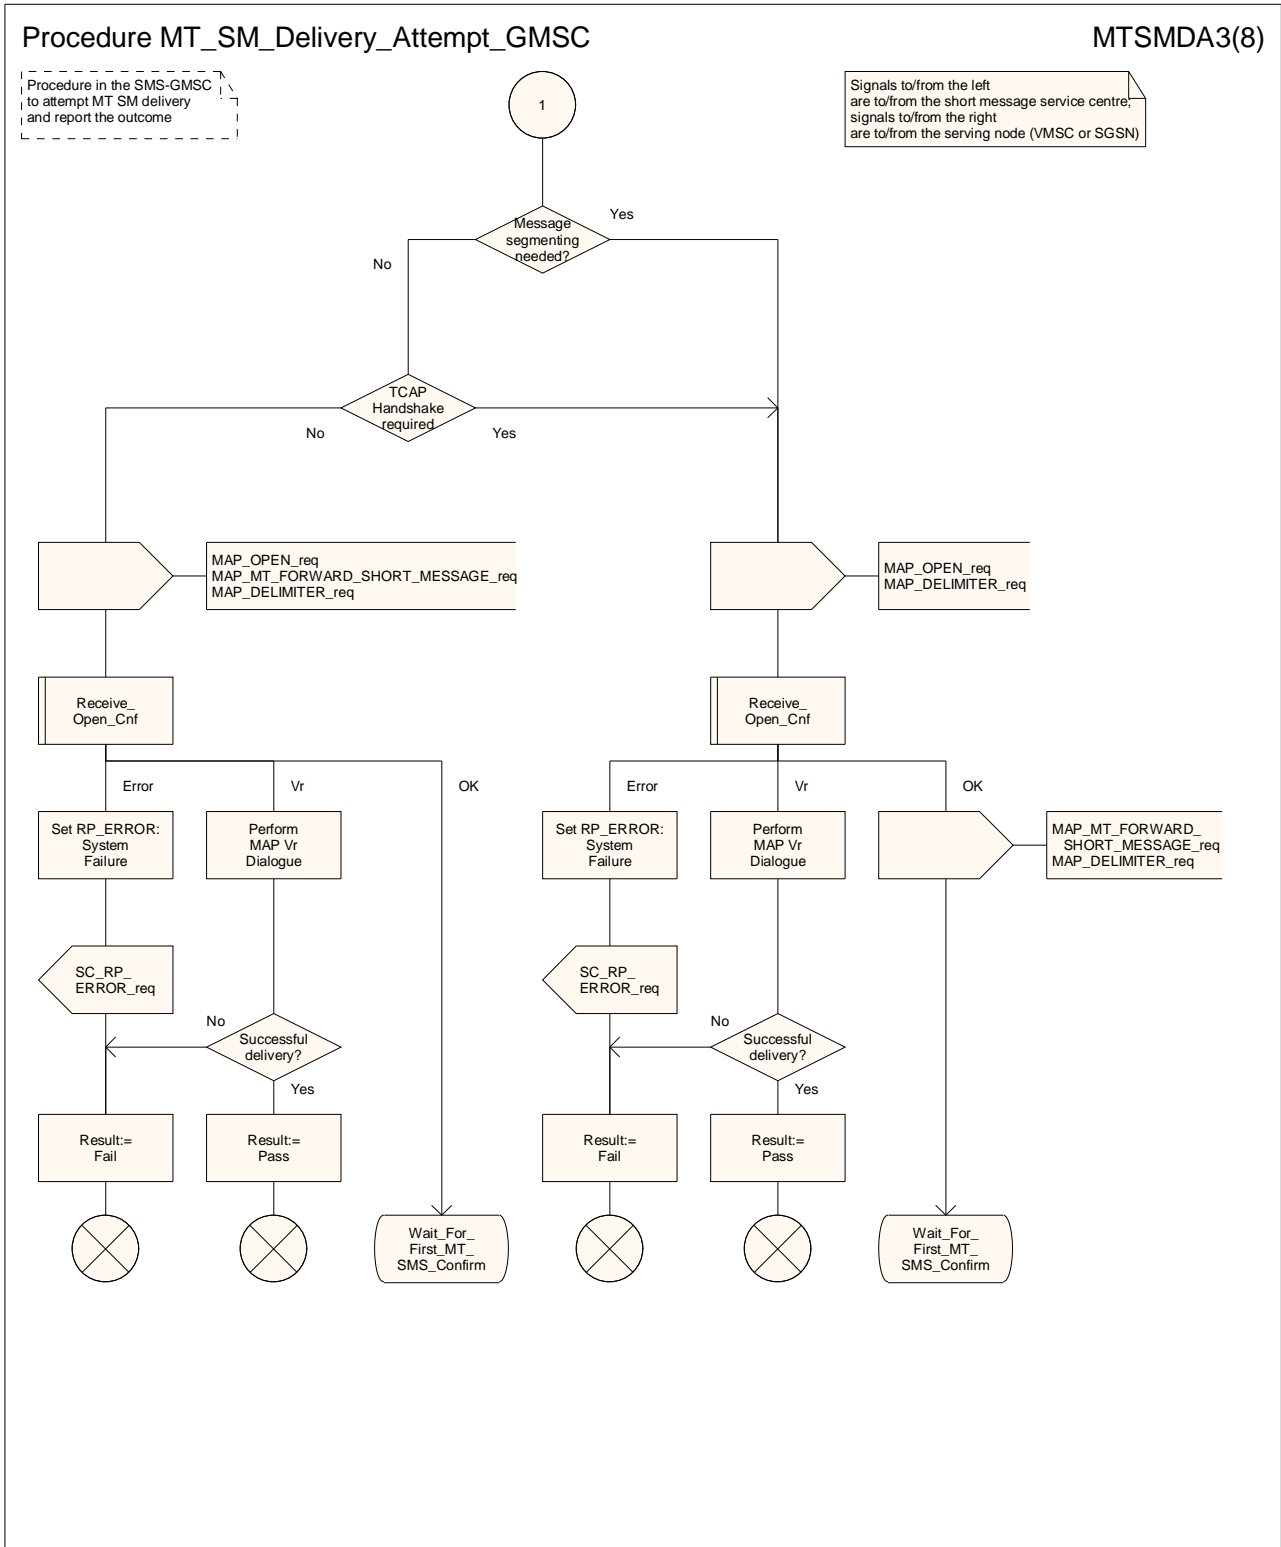 Procedure MT_SM_Delivery_Attempt_GMSC
MTSMDA3(8)
Procedure in the SMS-GMSC
to attempt MT SM delivery
and report the outcome
1
Signals to/from the left
are to/from the short message service centre;
signals to/from the right
are to/from the serving node (VMSC or SGSN)
Message
segmenting
needed?
Yes
No
TCAP
Handshake
required
No
Yes
MAP_OPEN_req
MAP_MT_FORWARD_SHORT_MESSAGE_req
MAP_DELIMITER_req
MAP_OPEN_req
MAP_DELIMITER_req
Receive_
Open_Cnf
Receive_
Open_Cnf
Error
Vr
OK
Error
Vr
OK
Set RP_ERROR:
System
Failure
Perform
MAP Vr
Dialogue
Set RP_ERROR:
System
Failure
Perform
MAP Vr
Dialogue
MAP_MT_FORWARD_
SHORT_MESSAGE_req
MAP_DELIMITER_req
SC_RP_
ERROR_req
SC_RP_
ERROR_req
No
Successful
delivery?
Yes
No
Successful
delivery?
Yes
Result:=
Fail
Result:=
Pass
Result:=
Fail
Result:=
Pass
Wait_For_
First_MT_
SMS_Confirm
Wait_For_
First_MT_
SMS_Confirm